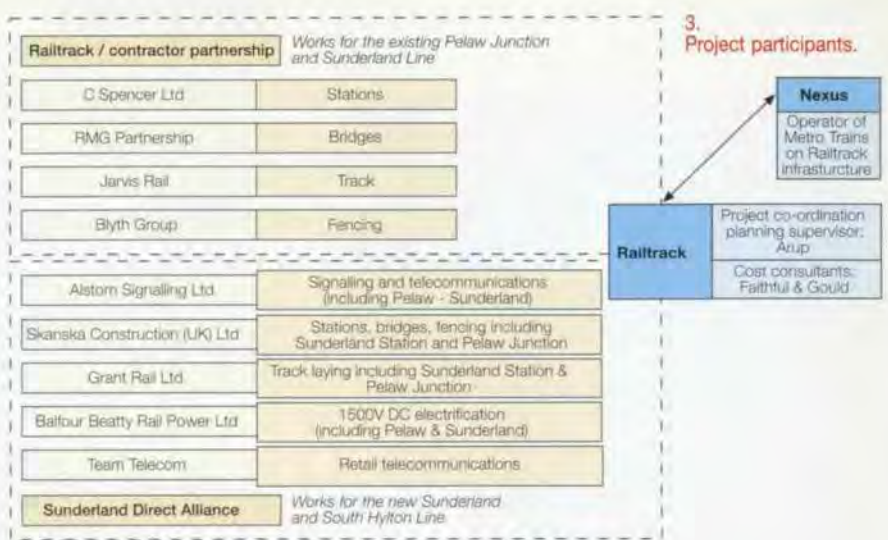 3.
Project participants.
Railtrack / contractor partnership
Works for the existing Pelaw Junction
and Sunderland Line
C Spencer Ltd
Stations
RMG Partnership
Bridges
Jarvis Rail
Track
Blyth Group
Fencing
Nexus
Operator of
Metro Trains
on Railtrack
infrasturcture
Railtrack
Project co-ordination
planning supervisor:
Arup
Cost consultants:
Faithful & Gould
Alstom Signalling Ltd
Signalling and telecommunications
(including Pelaw - Sunderland)
Skanska Construction (UK) Ltd
Stations, bridges, fencing including
Sunderland Station and Pelaw Junction
Grant Rail Ltd
Track laying including Sunderland Station &
Pelaw Junction
Balfour Beatty Rail Power Ltd
1500V DC electrification
(including Pelaw & Sunderland)
Team Telecom
Retail telecommunications
Sunderland Direct Alliance
Works for the new Sunderland
and South Hylton Line